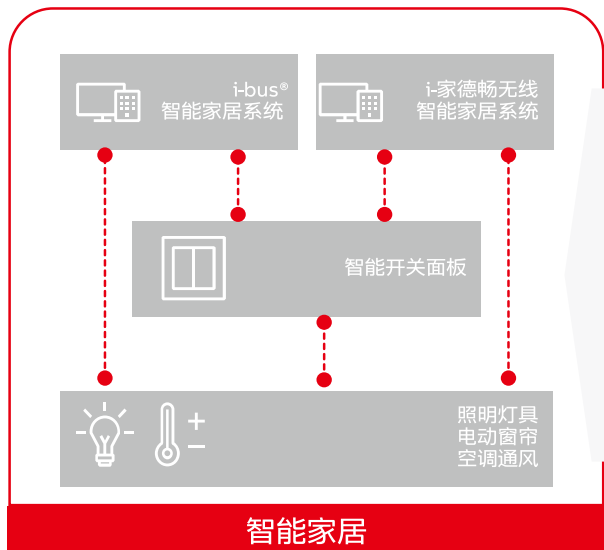 i-bus®
智能家居系统
i-家德畅无线
智能家居系统
智能开关面板
照明灯具
电动窗帘
空调通风
智能家居